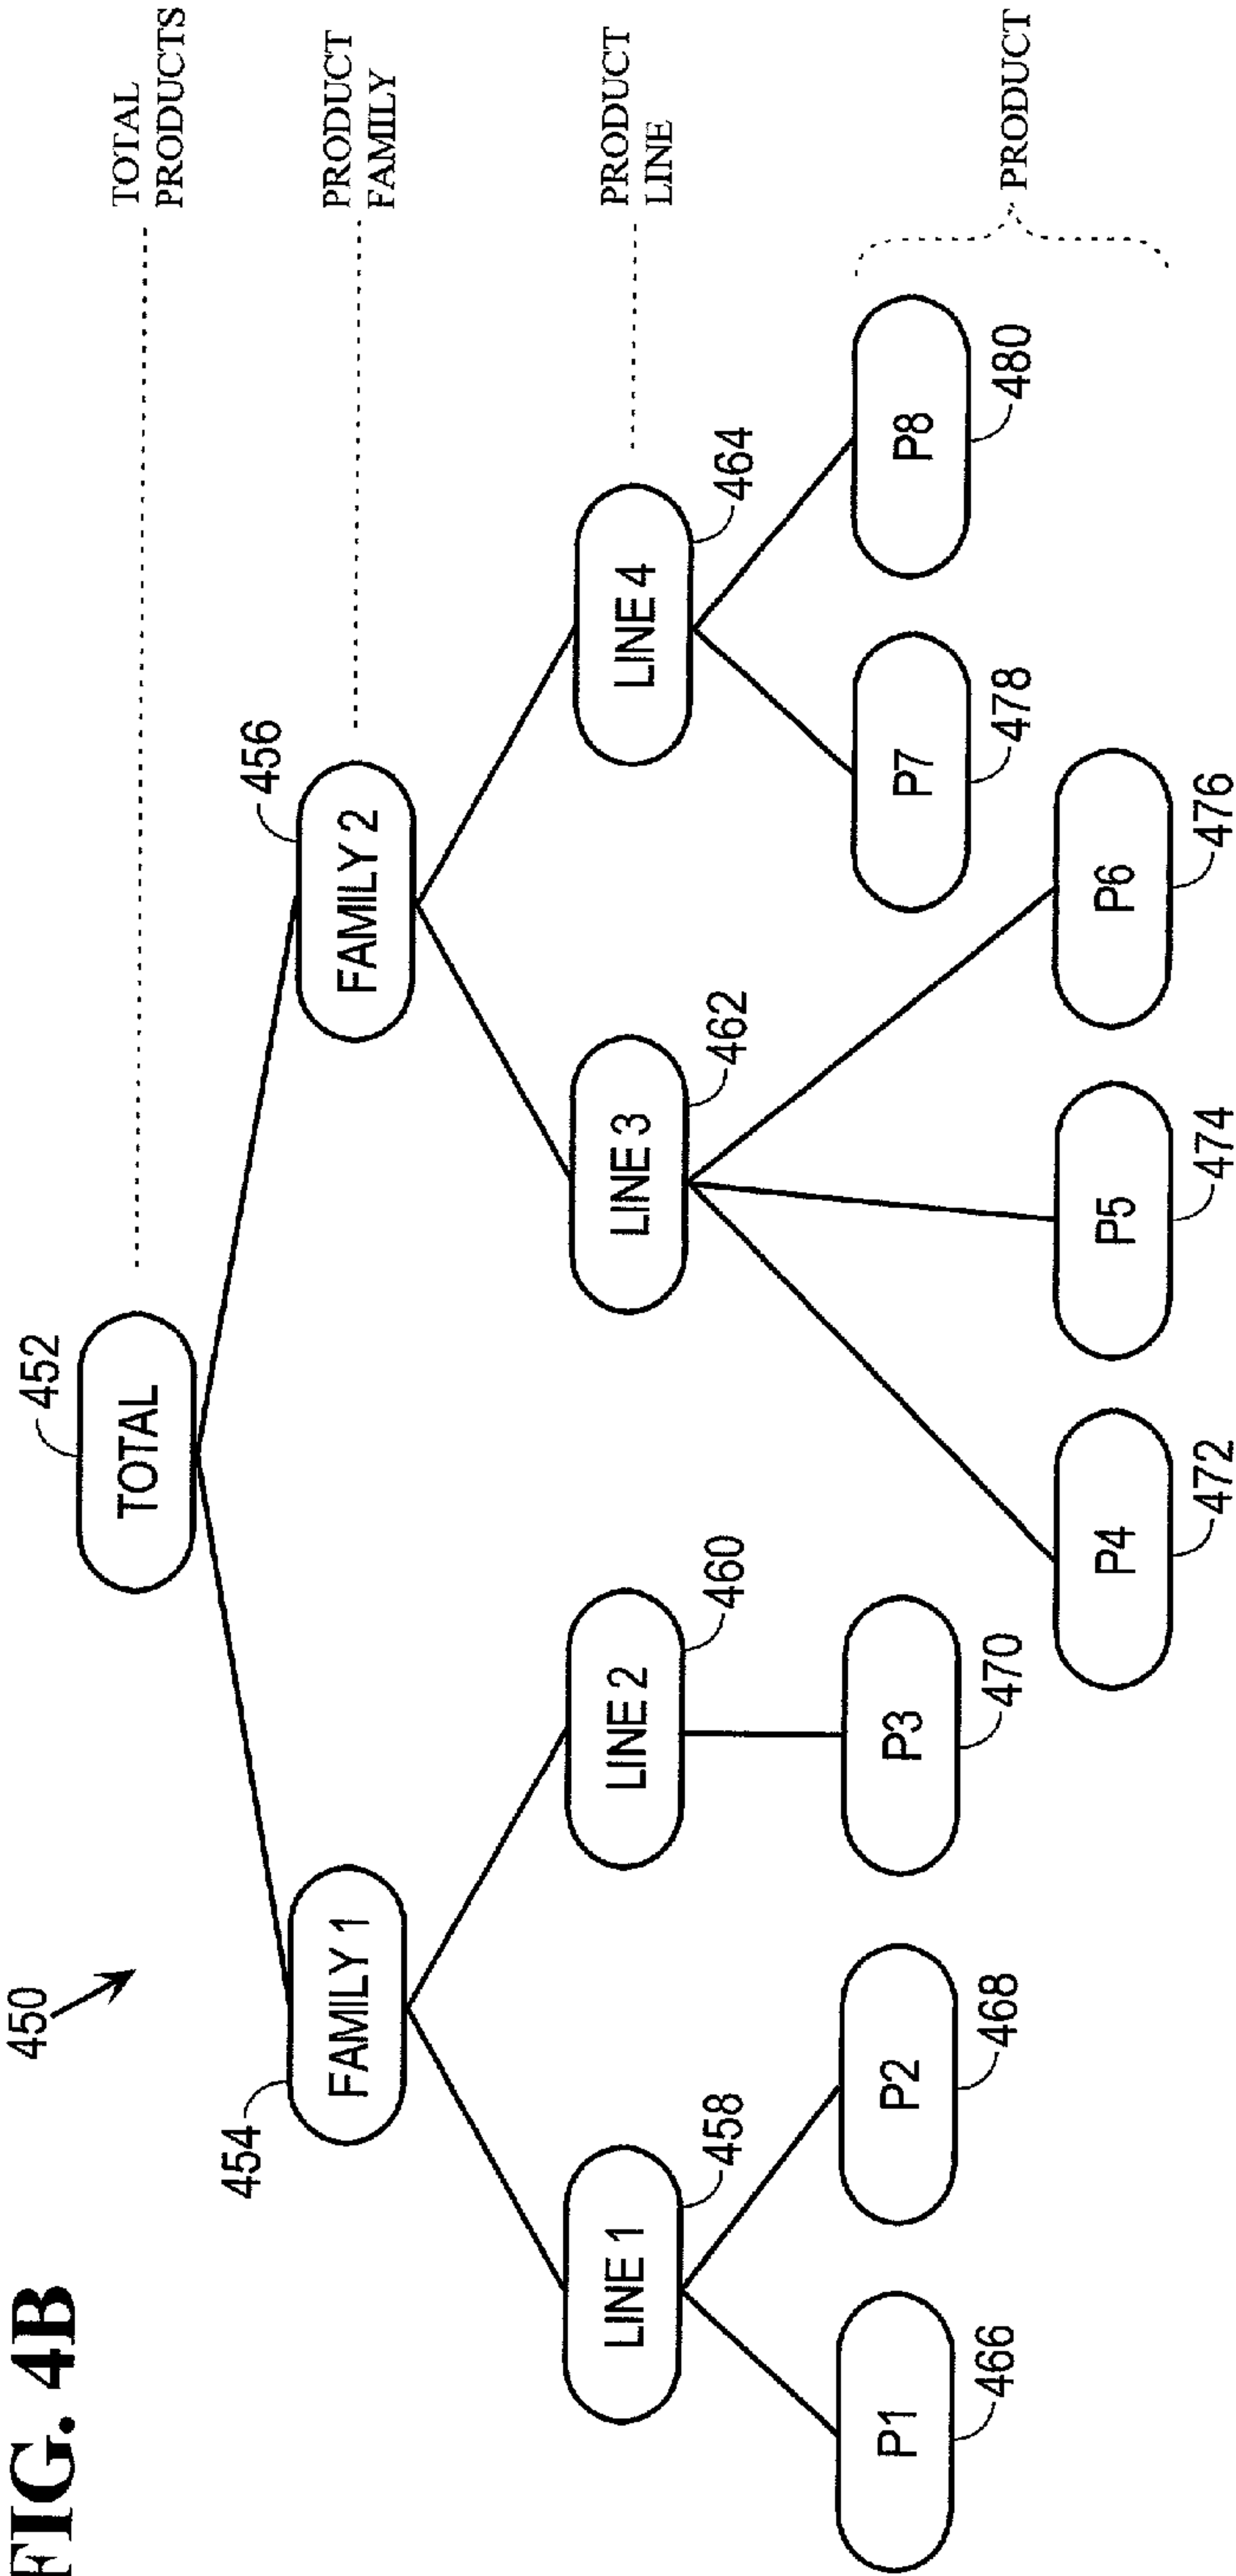 FIG. 4B
450
452
TOTAL
TOTAL
PRODUCTS
454
FAMILY 1
456
FAMILY 2
PRODUCT
FAMILY
LINE 1
458
LINE 2
460
LINE 3
462
LINE 4
464
PRODUCT
LINE
P1
466
P2
468
P3
470
P7
478
P8
480
PRODUCT
P4
472
P5
474
P6
476